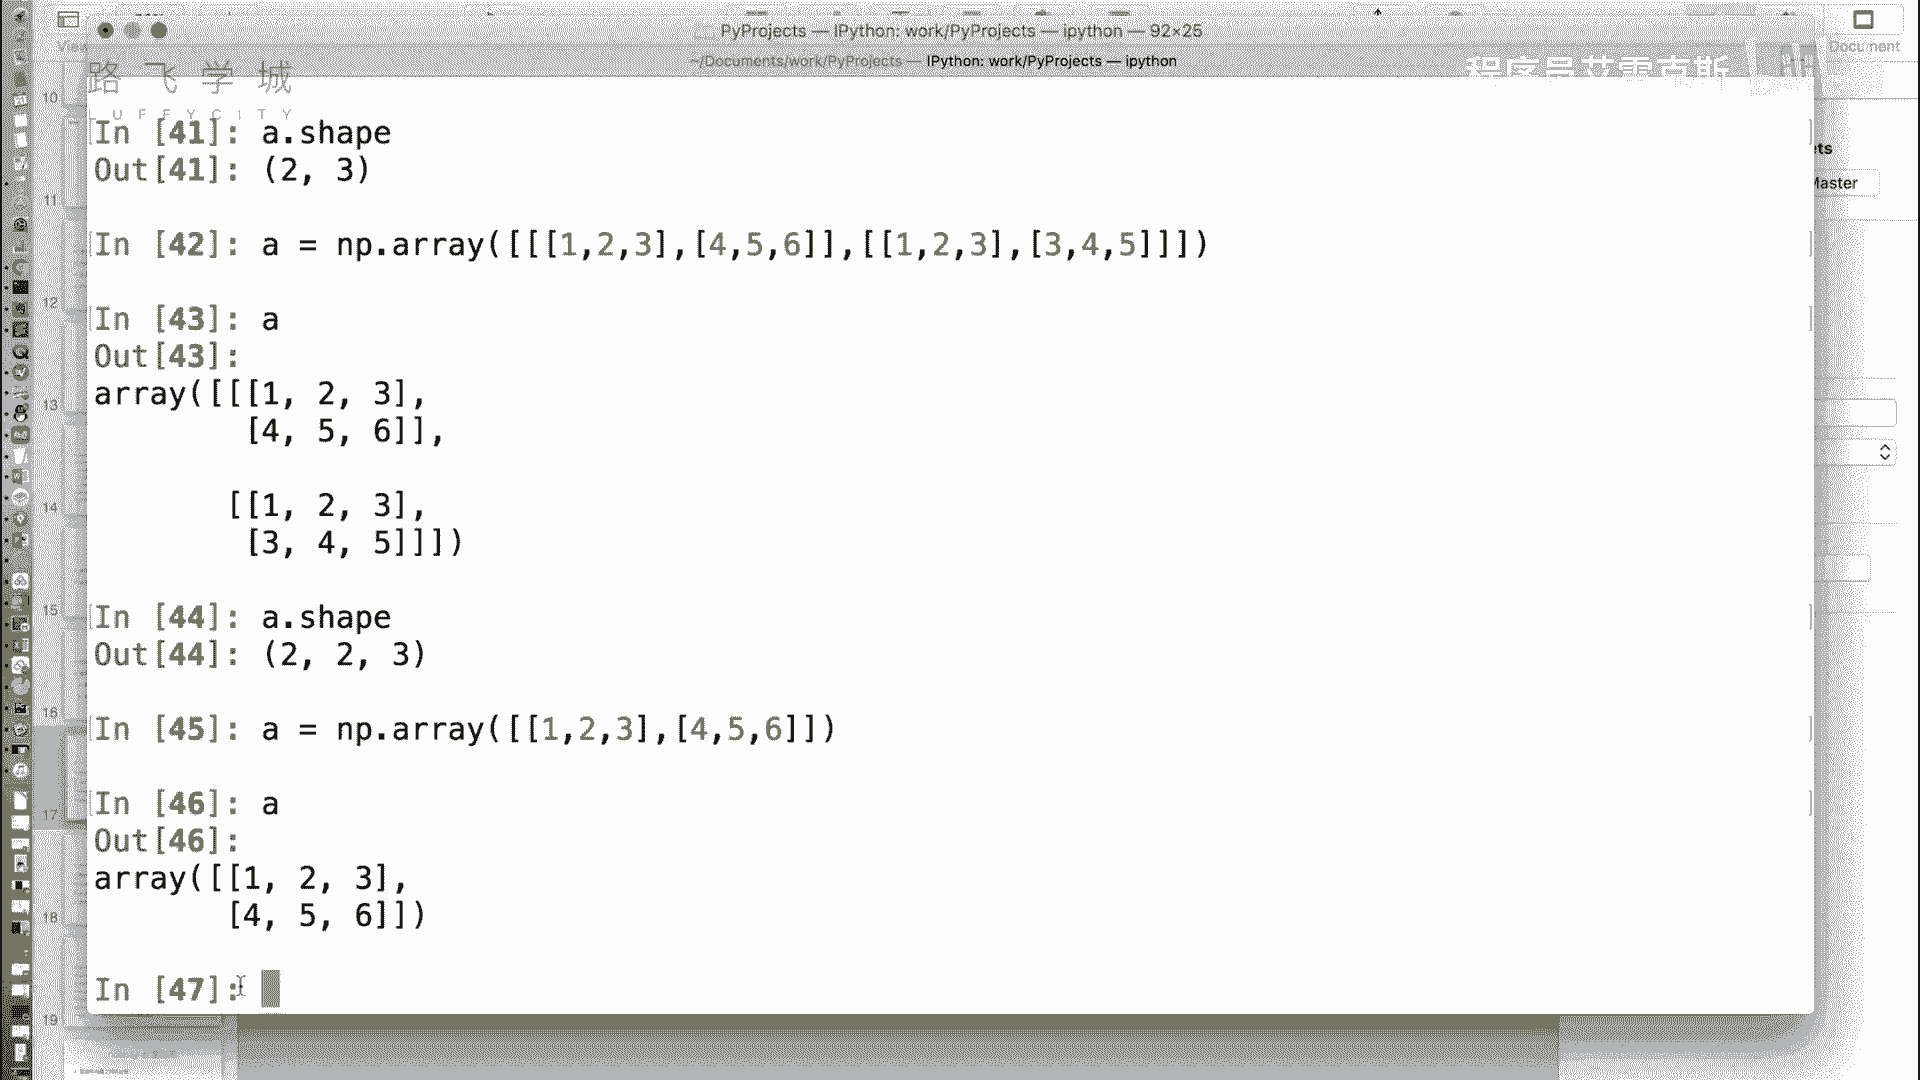 PyProjects — IPython: work/PyProjects — ipython — 92×25
~/Documents/work/PyProjects — IPython: work/PyProjects — ipython
View
Document
路飞学城
LUFFYCITY
程序员艾雷克斯
In [41]: a.shape
Out[41]: (2, 3)
In [42]: a = np.array([[[1,2,3],[4,5,6]],[[1,2,3],[3,4,5]]])
In [43]: a
Out[43]:
array([[[1, 2, 3],
[4, 5, 6]],
[[1, 2, 3],
[3, 4, 5]]])
In [44]: a.shape
Out[44]: (2, 2, 3)
In [45]: a = np.array([[1,2,3],[4,5,6]])
In [46]: a
Out[46]:
array([[1, 2, 3],
[4, 5, 6]])
In [47]:
10
11
12
13
14
15
16
17
18
19
ets
Master